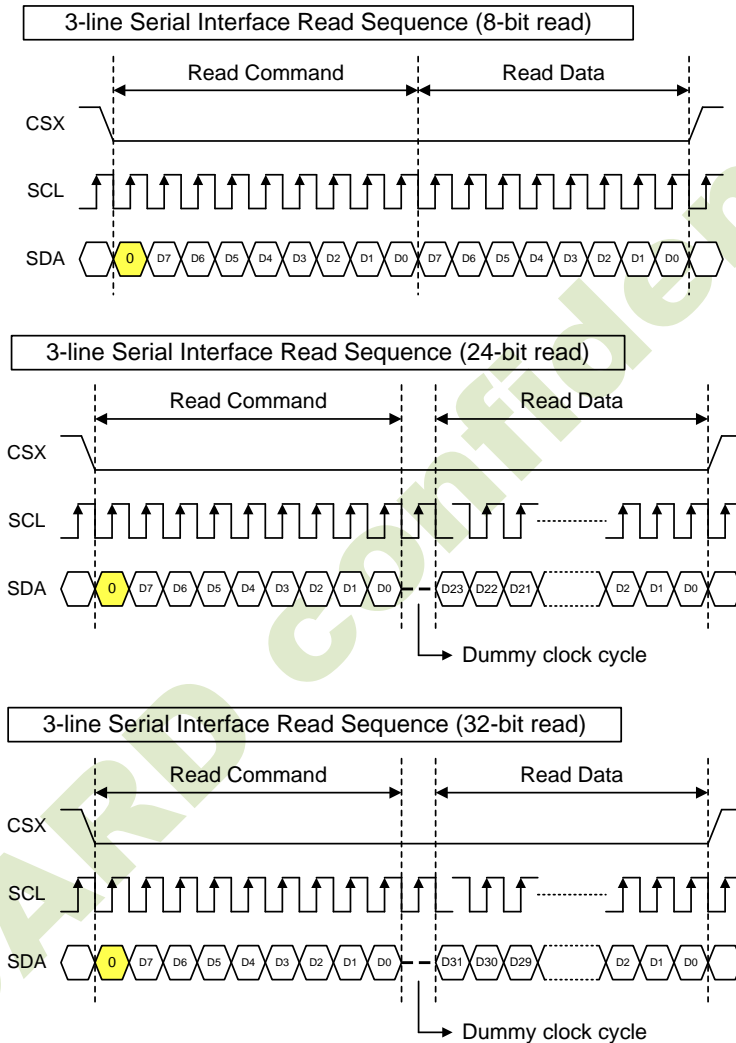 3-line Serial Interface Read Sequence (8-bit read)
Read Command Read Data
CSX
SCL
SDA 0 D7 D6 D5 D4 D3 D2 D1 D0 D7 D6 D5 D4 D3 D2 D1 D0
3-line Serial Interface Read Sequence (24-bit read)
Read Command Read Data
CSX
SCL
SDA 0 D7 D6 D5 D4 D3 D2 D1 D0 D23 D22 D21 D2 D1 D0
Dummy clock cycle
3-line Serial Interface Read Sequence (32-bit read)
Read Command Read Data
CSX
SCL
SDA 0 D7 D6 D5 D4 D3 D2 D1 D0 D31 D30 D29 D2 D1 D0
Dummy clock cycle